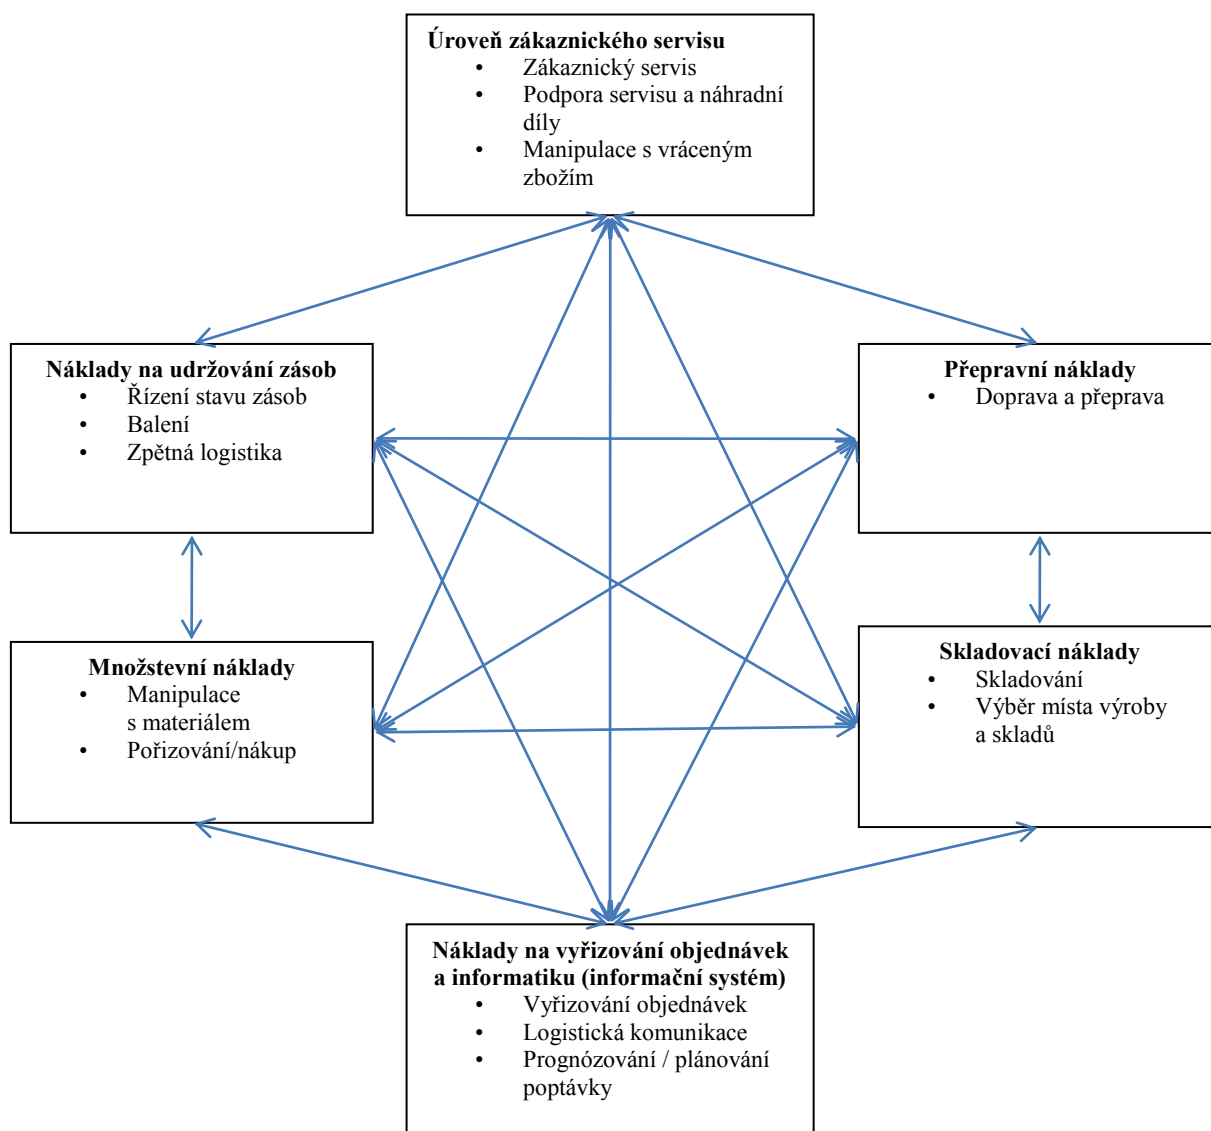 Úroveň zákaznického servisu
• Zákaznický servis
• Podpora servisu a náhradní
díly
• Manipulace s vráceným
zbožím
Náklady na udržování zásob
• Řízení stavu zásob
• Balení
• Zpětná logistika
Přepravní náklady
• Doprava a přeprava
Množstevní náklady
• Manipulace
s materiálem
• Pořizování/nákup
Skladovací náklady
• Skladování
• Výběr místa výroby
a skladů
Náklady na vyřizování objednávek
a informatiku (informační systém)
• Vyřizování objednávek
• Logistická komunikace
• Prognózování / plánování
poptávky